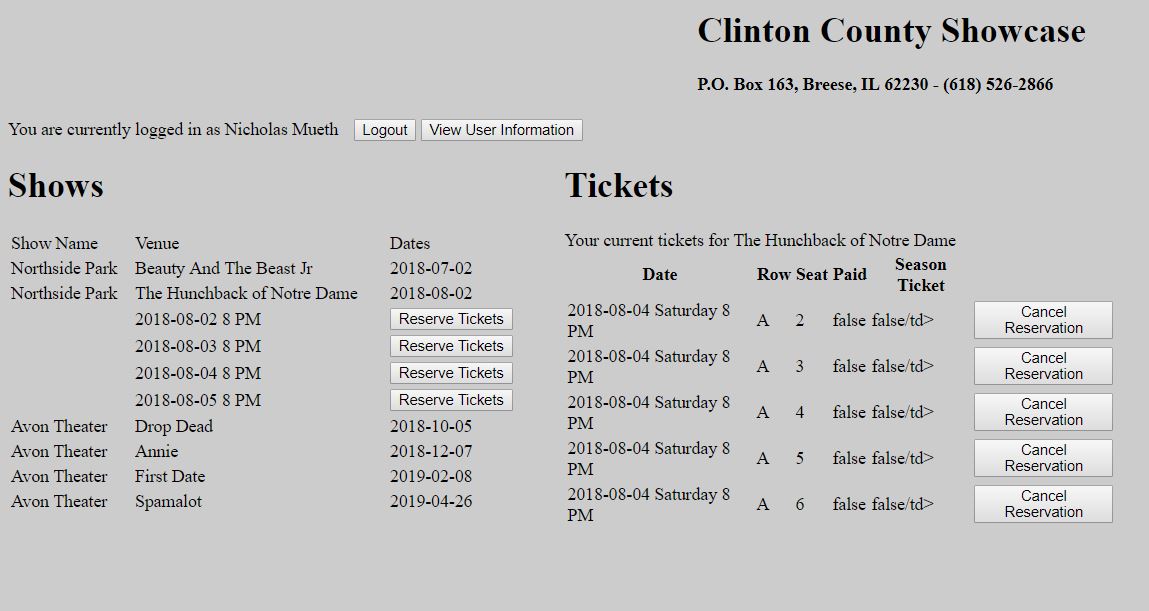 Clinton County Showcase
P.O. Box 163, Breese, IL 62230 - (618) 526-2866
You are currently logged in as Nicholas Mueth Logout View User Information
Shows
Show Name Venue Dates
Northside Park Beauty And The Beast Jr 2018-07-02
Northside Park The Hunchback of Notre Dame 2018-08-02
2018-08-02 8 PM Reserve Tickets
2018-08-03 8 PM Reserve Tickets
2018-08-04 8 PM Reserve Tickets
2018-08-05 8 PM Reserve Tickets
Avon Theater Drop Dead 2018-10-05
Avon Theater Annie 2018-12-07
Avon Theater First Date 2019-02-08
Avon Theater Spamalot 2019-04-26
Tickets
Your current tickets for The Hunchback of Notre Dame
Date Row Seat Paid Season
Ticket
2018-08-04 Saturday 8
PM A 2 false false/td> Cancel
Reservation
2018-08-04 Saturday 8
PM A 3 false false/td> Cancel
Reservation
2018-08-04 Saturday 8
PM A 4 false false/td> Cancel
Reservation
2018-08-04 Saturday 8
PM A 5 false false/td> Cancel
Reservation
2018-08-04 Saturday 8
PM A 6 false false/td> Cancel
Reservation